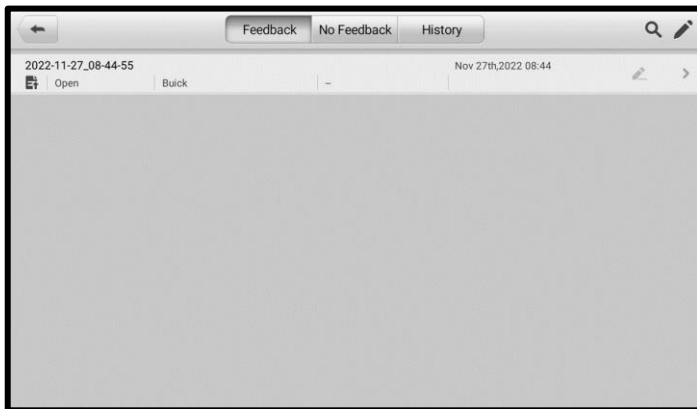 Feedback No Feedback History
2022-11-27_08-44-55 Nov 27th,2022 08:44
Open Buick –